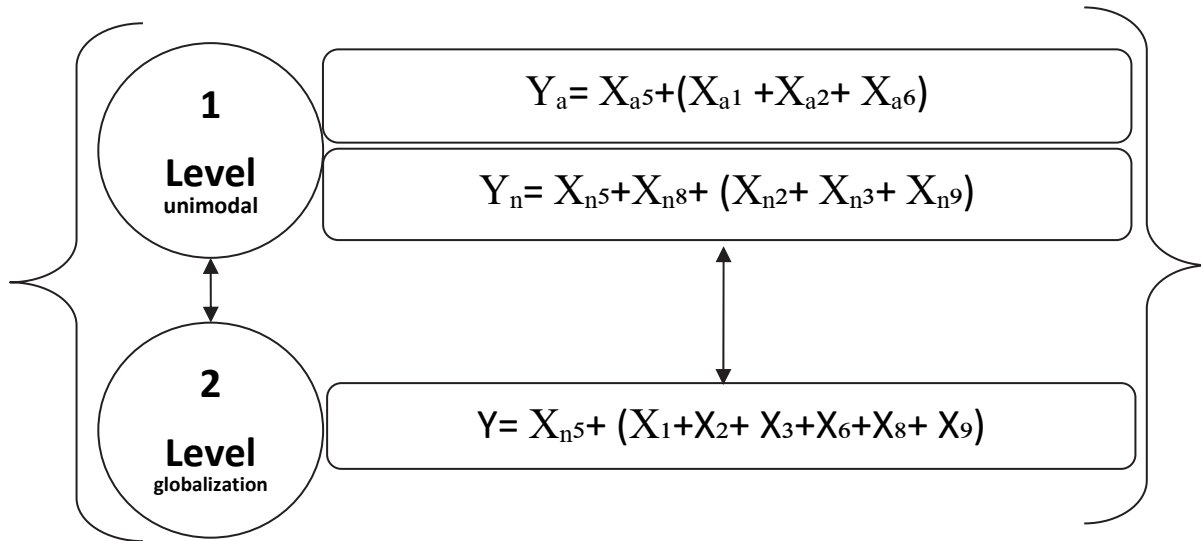 1
Level
unimodal
Yₐ= Xₐ₅+(Xₐ₁ +Xₐ₂+ Xₐ₆)
Yₙ= Xₙ₅+Xₙ₈+ (Xₙ₂+ Xₙ₃+ Xₙ₉)
2
Level
globalization
Y= Xₙ₅+ (X₁+X₂+ X₃+X₆+X₈+ X₉)